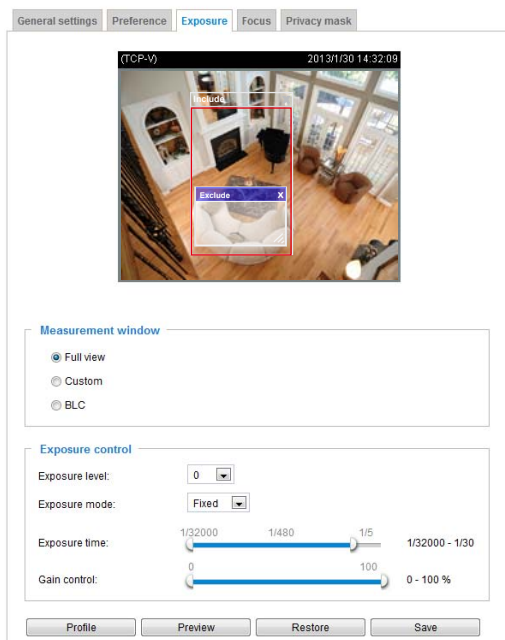 General settings Preference Exposure Focus Privacy mask
(TCP-V) 2013/1/30 14:32:09
Include
Exclude x
Measurement window
Full view
Custom
BLC
Exposure control
Exposure level: 0
Exposure mode: Fixed
1/32000 1/480 1/5
Exposure time: 1/32000 - 1/30
0 100
Gain control: 0 - 100 %
Profile Preview Restore Save